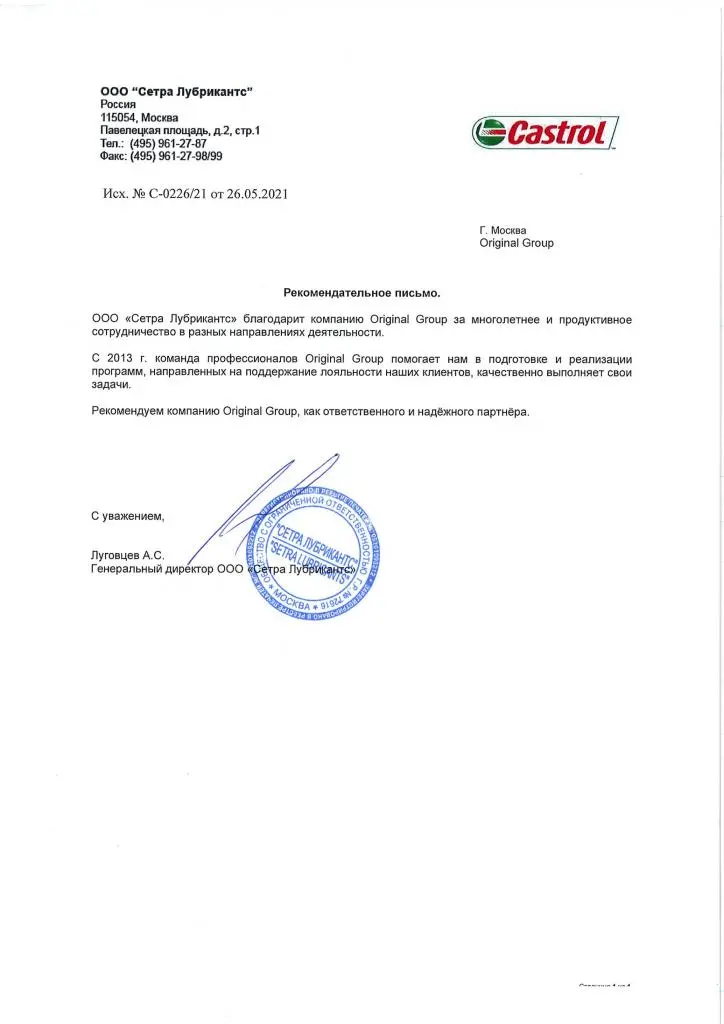 ООО “Сетра Лубрикантс”
Россия
115054, Москва
Павелецкая площадь, д.2, стр.1
Тел.: (495) 961-27-87
Факс: (495) 961-27-98/99
Castrol
Исх. № С-0226/21 от 26.05.2021
Г. Москва
Original Group
Рекомендательное письмо.
ООО «Сетра Лубрикантс» благодарит компанию Original Group за многолетнее и продуктивное
сотрудничество в разных направлениях деятельности.
С 2013 г. команда профессионалов Original Group помогает нам в подготовке и реализации
программ, направленных на поддержание лояльности наших клиентов, качественно выполняет свои
задачи.
Рекомендуем компанию Original Group, как ответственного и надёжного партнёра.
С уважением,
Луговцев А.С.
Генеральный директор ООО «Сетра Лубрикантс»
"СЕТРА ЛУБРИКАНТС"
"SETRA LUBRICANTS"
ОБЩЕСТВО С ОГРАНИЧЕННОЙ ОТВЕТСТВЕННОСТЬЮ Г.Р. № 72616
* МОСКВА *